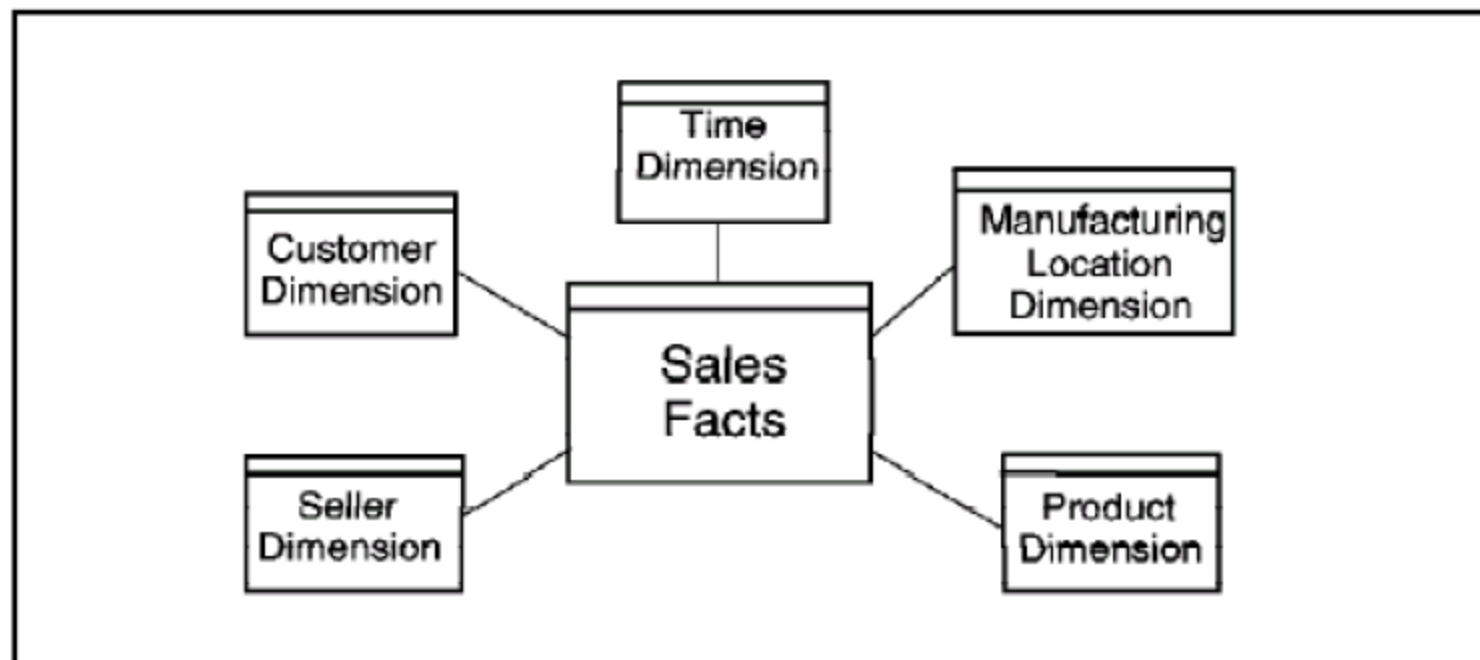 Time
Dimension
Customer
Dimension
Manufacturing
Location
Dimension
Sales
Facts
Seller
Dimension
Product
Dimension